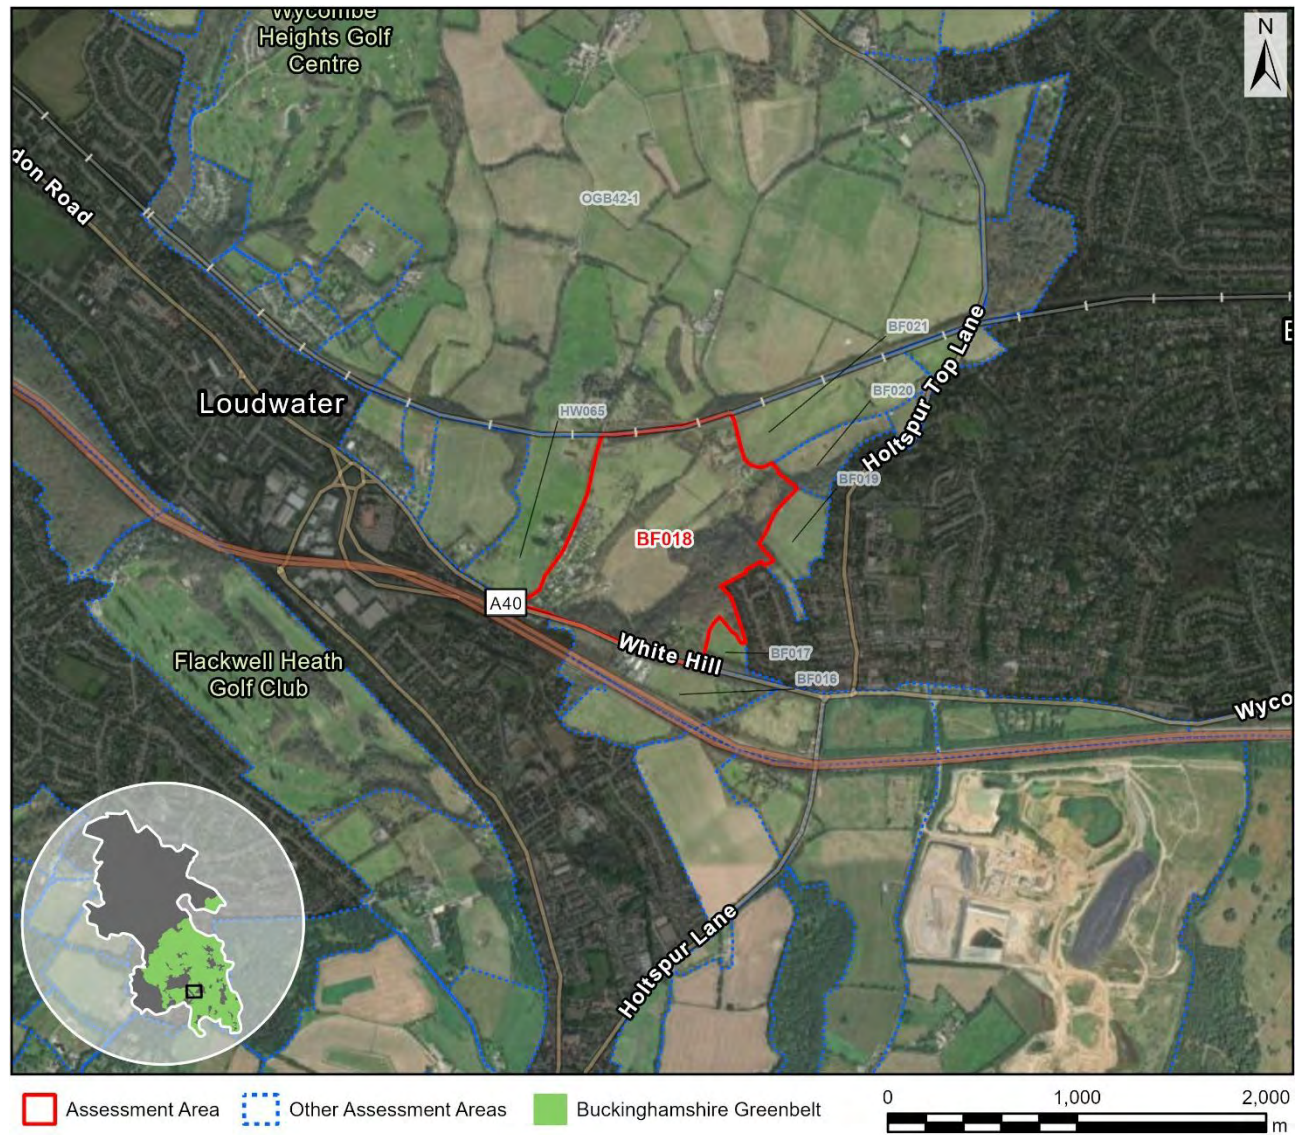 Wycombe
Heights Golf
Centre
N
don Road
OGB42-1
Holtspur Top Lane
BF021
BF020
Loudwater
HW065
BF019
BF018
A40
White Hill
BF017
BF016
Flackwell Heath
Golf Club
Wyco
Holtspur Lane
Assessment Area
Other Assessment Areas
Buckinghamshire Greenbelt
0 1,000 2,000
m